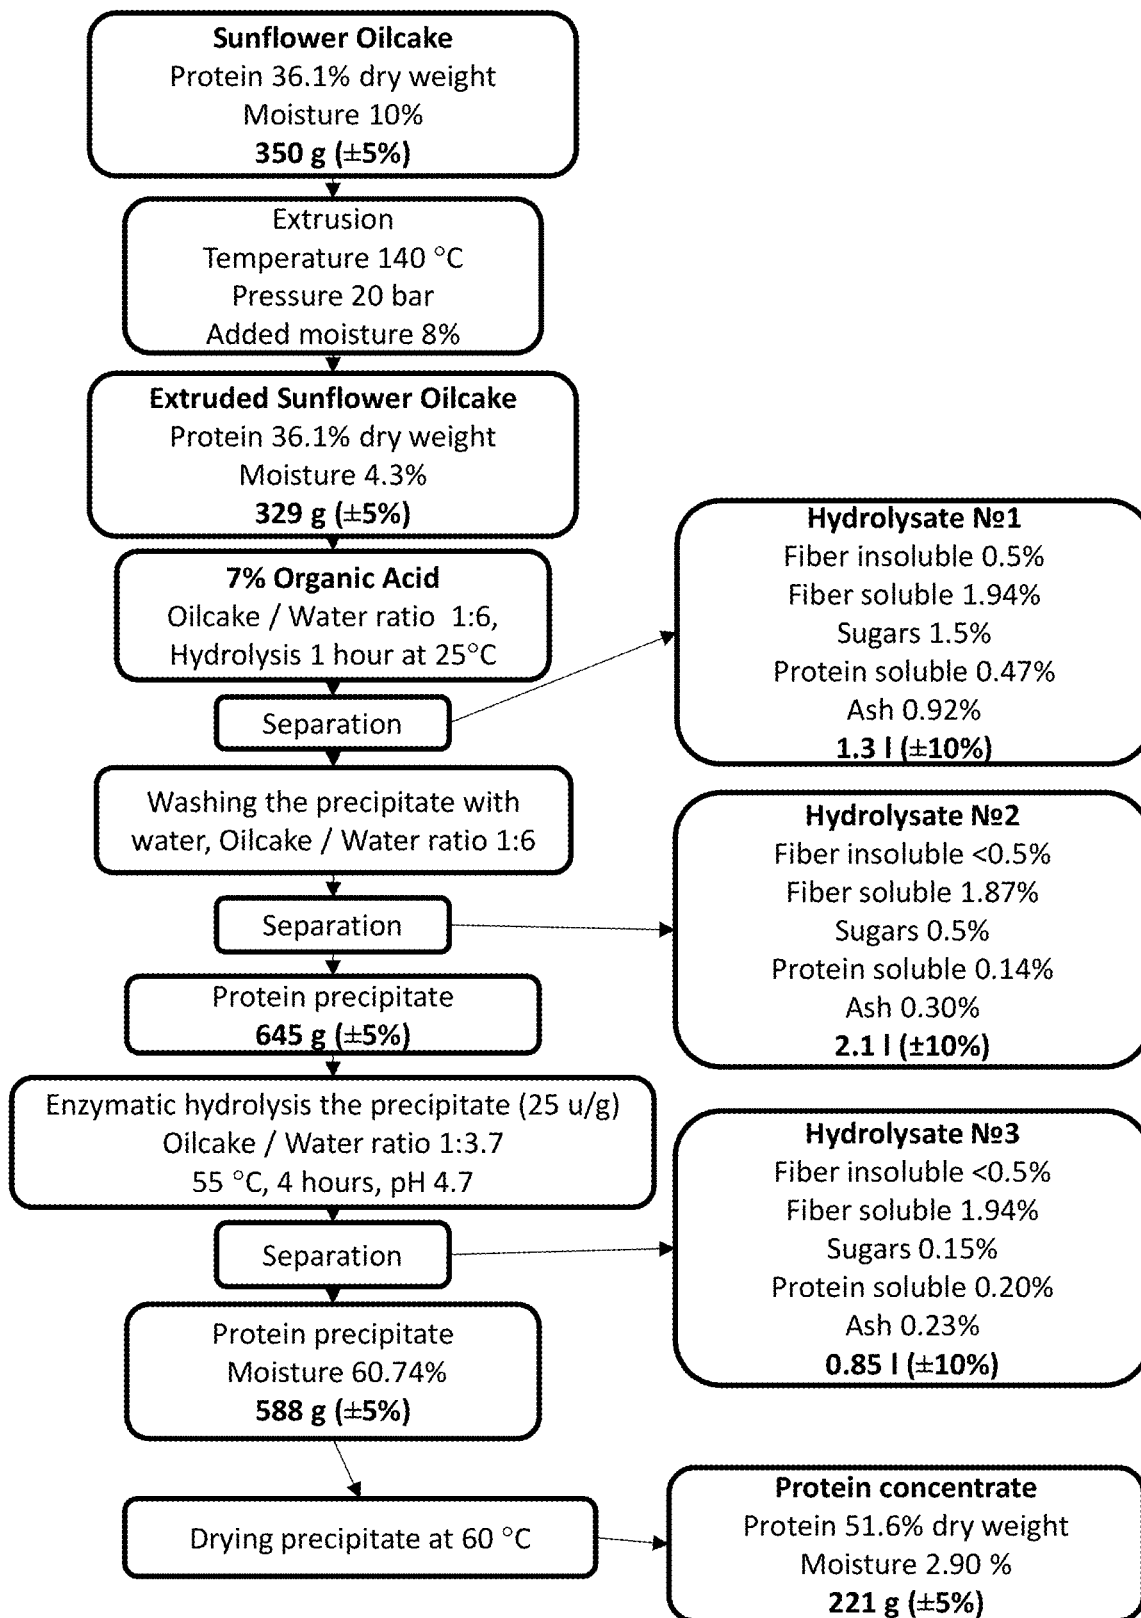 Sunflower Oilcake
Protein 36.1% dry weight
Moisture 10%
350 g (±5%)
Extrusion
Temperature 140 °C
Pressure 20 bar
Added moisture 8%
Extruded Sunflower Oilcake
Protein 36.1% dry weight
Moisture 4.3%
329 g (±5%)
7% Organic Acid
Oilcake / Water ratio 1:6,
Hydrolysis 1 hour at 25°C
Separation
Hydrolysate №1
Fiber insoluble 0.5%
Fiber soluble 1.94%
Sugars 1.5%
Protein soluble 0.47%
Ash 0.92%
1.3 l (±10%)
Washing the precipitate with
water, Oilcake / Water ratio 1:6
Separation
Hydrolysate №2
Fiber insoluble <0.5%
Fiber soluble 1.87%
Sugars 0.5%
Protein soluble 0.14%
Ash 0.30%
2.1 l (±10%)
Protein precipitate
645 g (±5%)
Enzymatic hydrolysis the precipitate (25 u/g)
Oilcake / Water ratio 1:3.7
55 °C, 4 hours, pH 4.7
Separation
Hydrolysate №3
Fiber insoluble <0.5%
Fiber soluble 1.94%
Sugars 0.15%
Protein soluble 0.20%
Ash 0.23%
0.85 l (±10%)
Protein precipitate
Moisture 60.74%
588 g (±5%)
Drying precipitate at 60 °C
Protein concentrate
Protein 51.6% dry weight
Moisture 2.90 %
221 g (±5%)